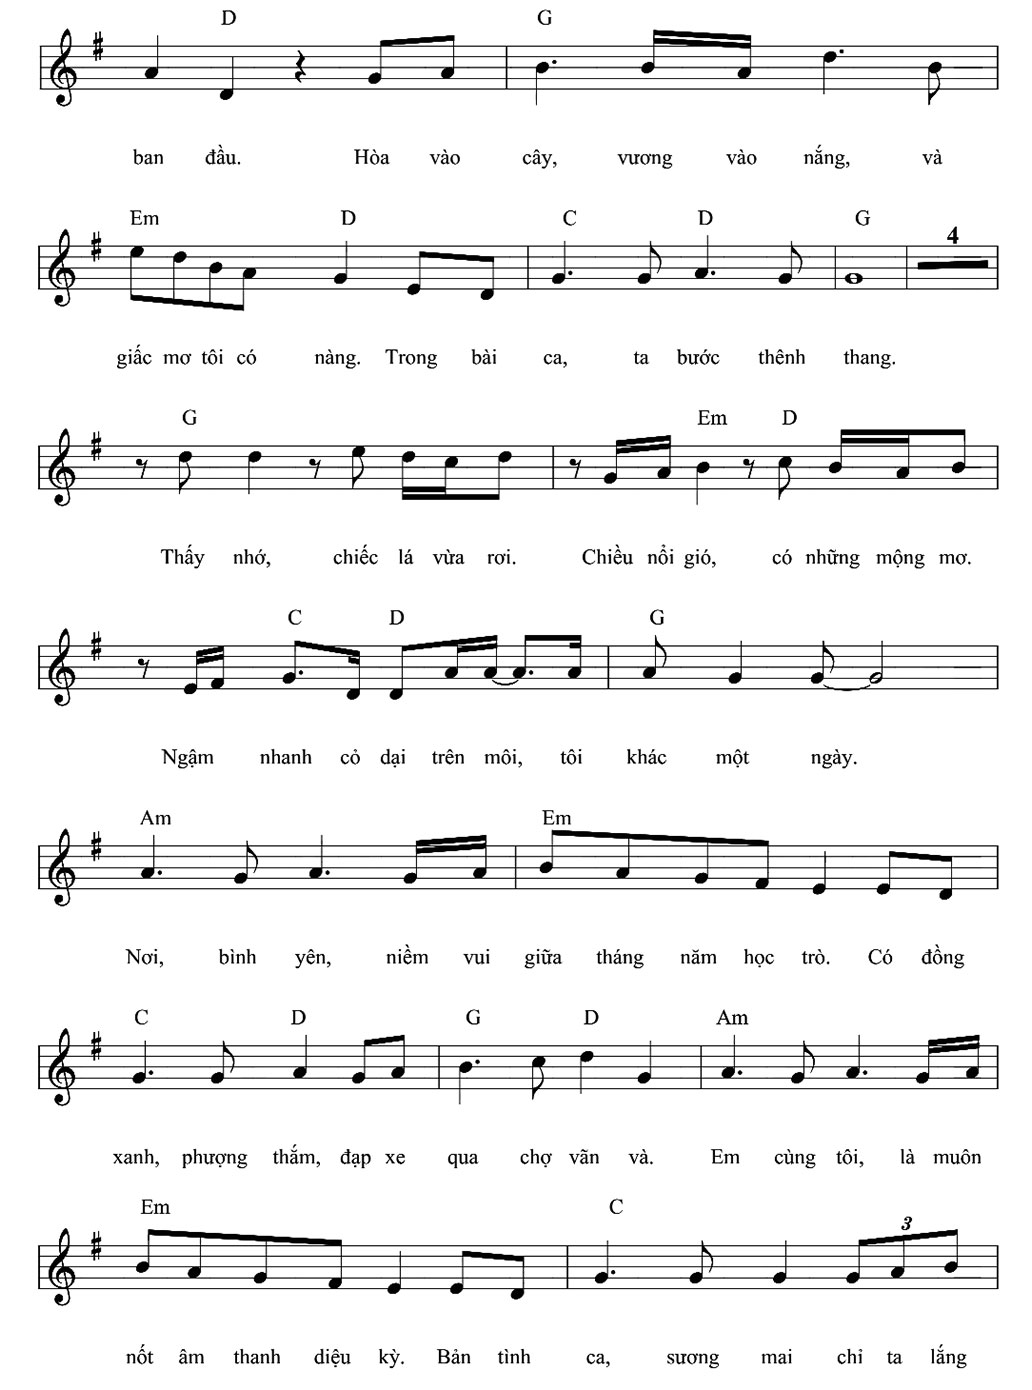 D G
ban đầu. Hòa vào cây, vương vào nắng, và
Em D C D G 4
giấc mơ tôi có nàng. Trong bài ca, ta bước thênh thang.
G Em D
Thấy nhớ, chiếc lá vừa rơi. Chiều nổi gió, có những mộng mơ.
C D G
Ngậm nhanh cỏ dại trên môi, tôi khác một ngày.
Am Em
Nơi, bình yên, niềm vui giữa tháng năm học trò. Có đồng
C D G D Am
xanh, phượng thắm, đạp xe qua chợ vãn và. Em cùng tôi, là muôn
Em C 3
nốt âm thanh diệu kỳ. Bản tình ca, sương mai chỉ ta lắng